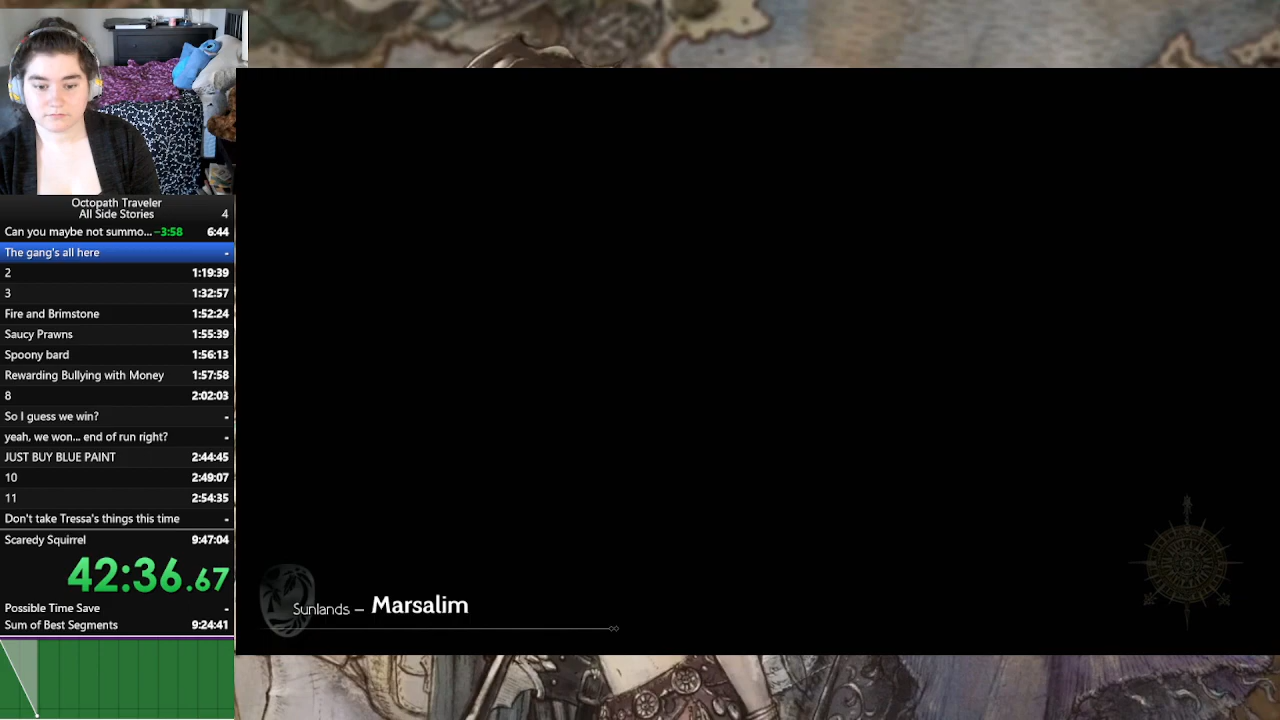 Octopath Traveler
All Side Stories 4
Can you maybe not summo... −3:58 6:44
The gang's all here -
2 1:19:39
3 1:32:57
Fire and Brimstone 1:52:24
Saucy Prawns 1:55:39
Spoony bard 1:56:13
Rewarding Bullying with Money 1:57:58
8 2:02:03
So I guess we win? -
yeah, we won... end of run right? -
JUST BUY BLUE PAINT 2:44:45
10 2:49:07
11 2:54:35
Don't take Tressa's things this time -
Scaredy Squirrel 9:47:04
42:36.67
Possible Time Save -
Sum of Best Segments 9:24:41
Sunlands – Marsalim